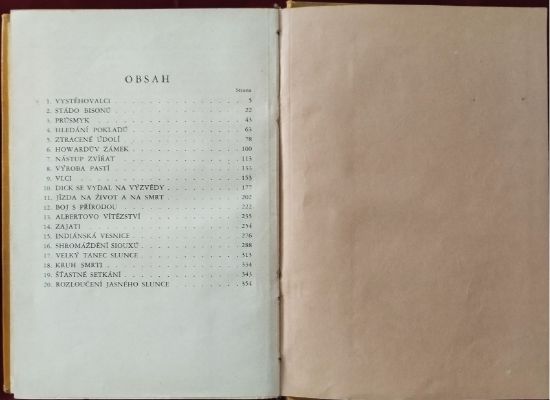 OBSAH
Strana
1. VYSTĚHOVALCI 5
2. STÁDO BISONŮ 22
3. PRŮSMYK 43
4. HLEDÁNÍ POKLADŮ 63
5. ZTRACENÉ ÚDOLÍ 78
6. HOWARDŮV ZÁMEK 100
7. NÁSTUP ZVÍŘAT 113
8. VÝROBA PASTÍ
9. VLCI 153
10. DICK SE VYDAL NA VÝZVĚDY 177
11. JÍZDA NA ŽIVOT A NA SMRT 202
12. BOJ S PŘÍRODOU 222
13. ALBERTOVO VÍTĚZSTVÍ 235
14. ZAJATI 254
15. INDIÁNSKÁ VESNICE 276
16. SHROMÁŽDĚNÍ SIOUXŮ 288
17. VELKÝ TANEC SLUNCE 313
18. KRUH SMRTI 334
19. ŠŤASTNÉ SETKÁNÍ 343
20. ROZLOUČENÍ JASNÉHO SLUNCE 354